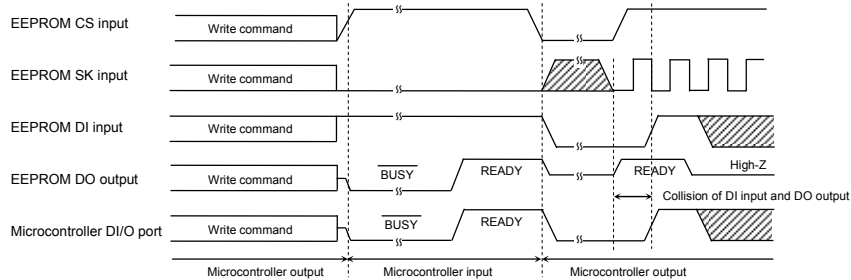 EEPROM CS input
Write command
EEPROM SK input
Write command
EEPROM DI input
Write command
EEPROM DO output
Write command
BUSY
READY
READY
High-Z
Collision of DI input and DO output
Microcontroller DI/O port
Write command
BUSY
READY
Microcontroller output
Microcontroller input
Microcontroller output